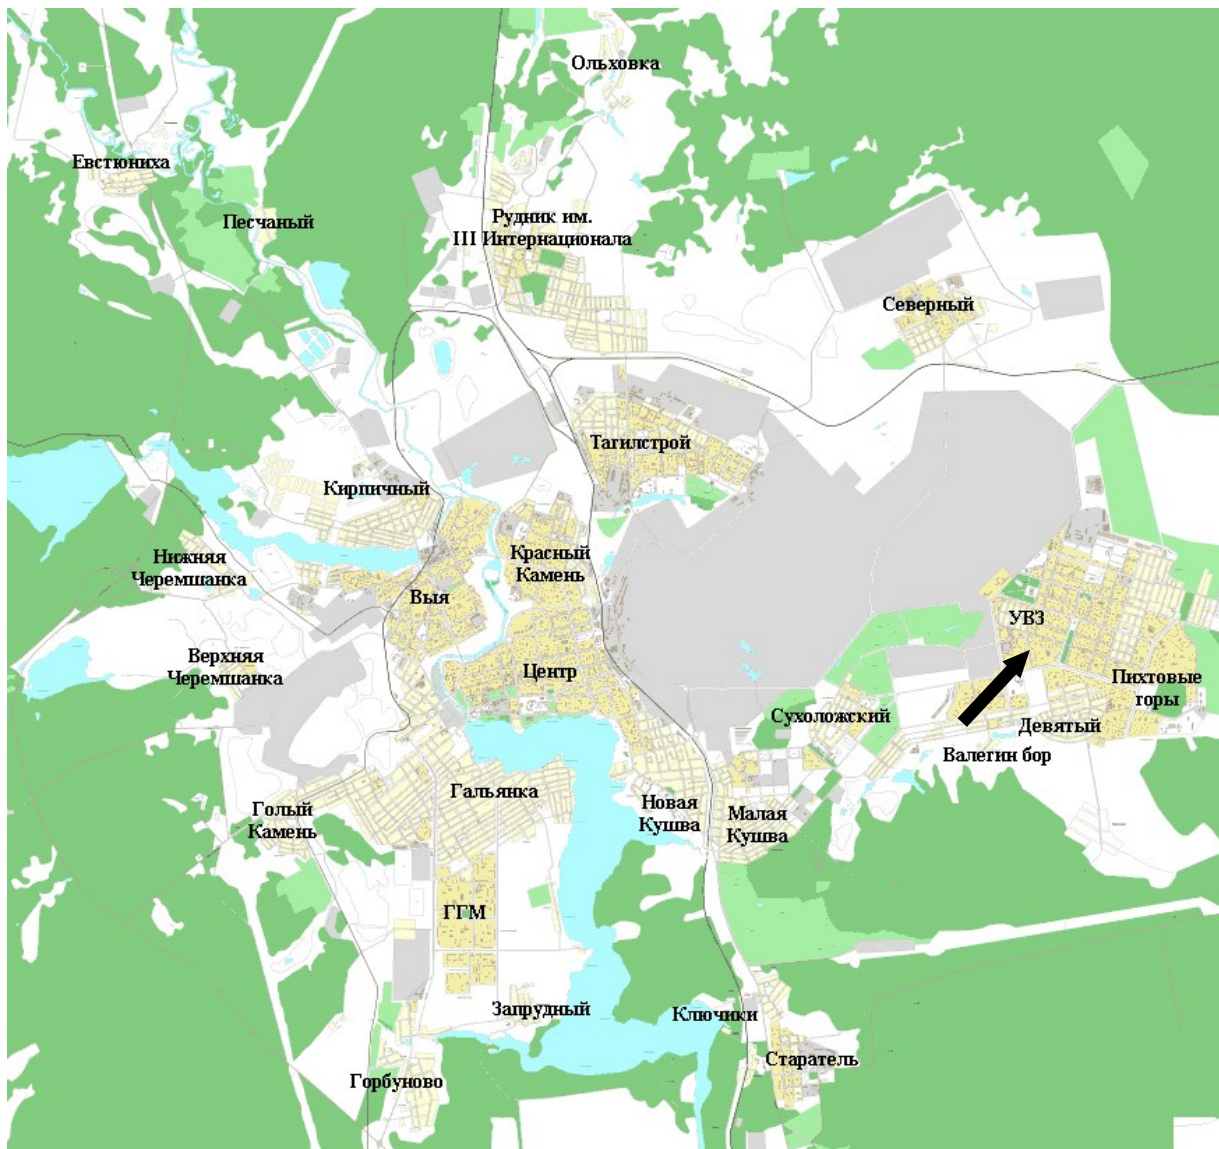 Ольховка
Евстюниха
Песчаный
Рудник им.
III Интернационала
Северный
Тагилстрой
Кирпичный
Красный
Камень
Нижняя
Черемшанка
Выя
УВЗ
Верхняя
Черемшанка
Центр
Пихтовые
горы
Сухоложский
Девятый
Валегин бор
Гальянка
Голый
Камень
Новая
Кушва
Малая
Кушва
ГГМ
Запрудный
Ключики
Старатель
Горбуново